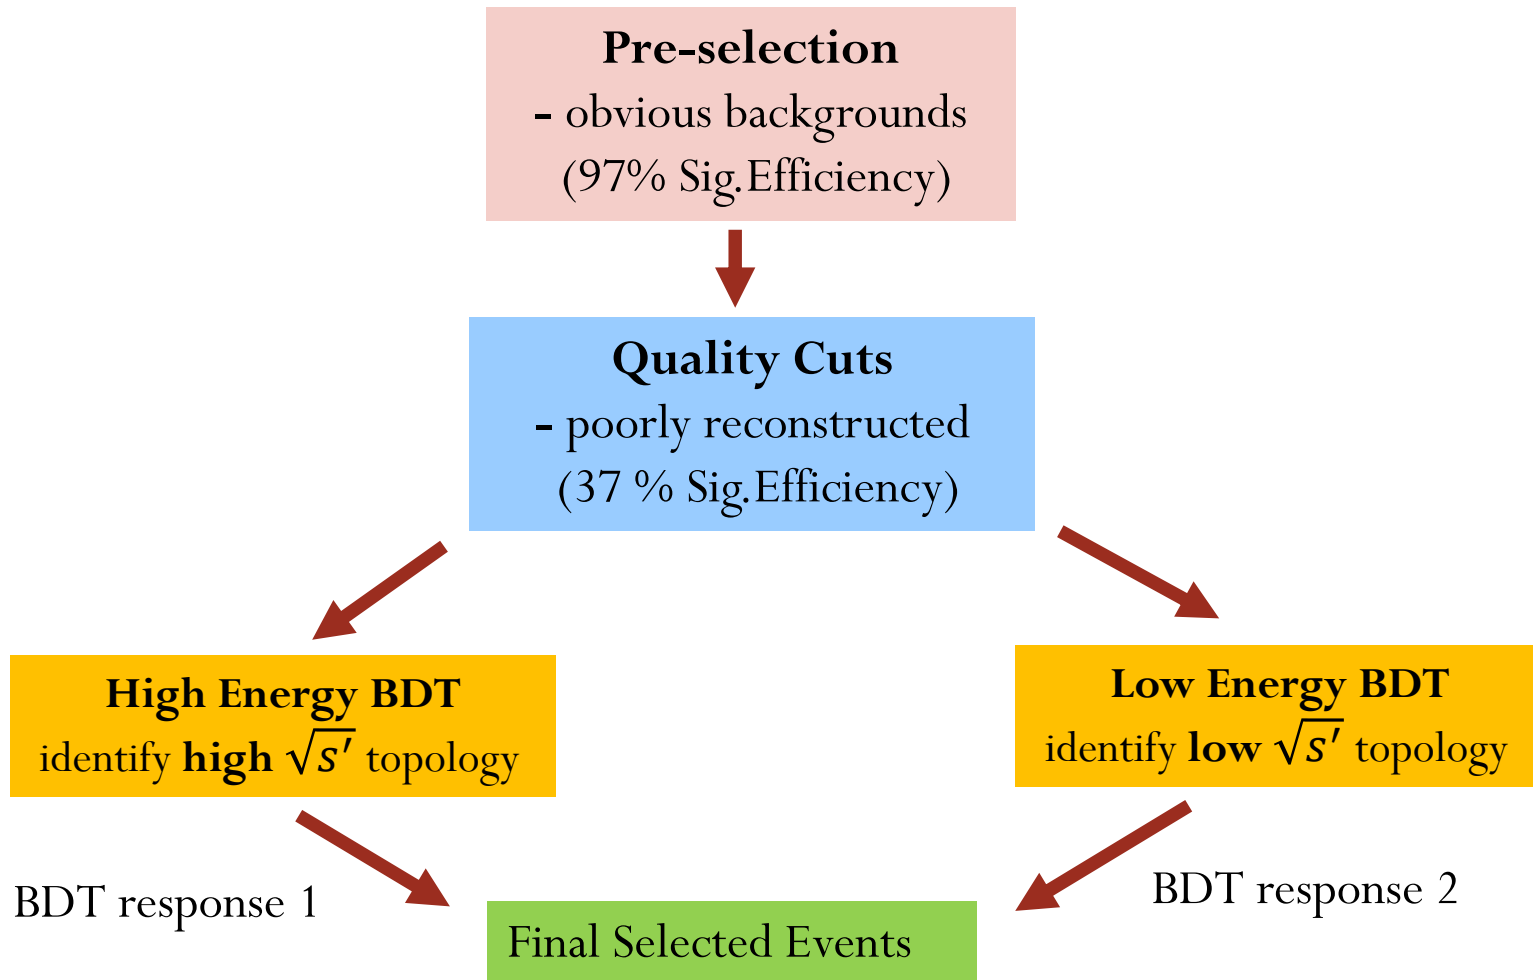 Pre-selection
- obvious backgrounds
(97% Sig.Efficiency)
Quality Cuts
- poorly reconstructed
(37 % Sig.Efficiency)
High Energy BDT
identify high √s′ topology
Low Energy BDT
identify low √s′ topology
BDT response 1
BDT response 2
Final Selected Events